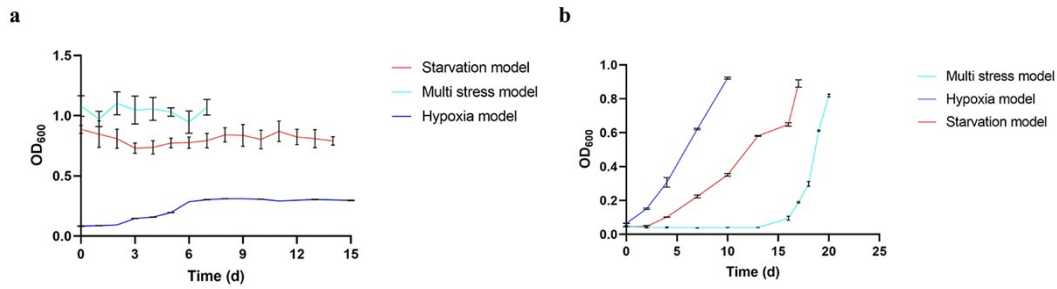 a
OD600
1.5
1.0
0.5
0.0
0 3 6 9 12 15
Time (d)
Starvation model
Multi stress model
Hypoxia model
b
OD600
1.0
0.8
0.6
0.4
0.2
0.0
0 5 10 15 20 25
Time (d)
Multi stress model
Hypoxia model
Starvation model